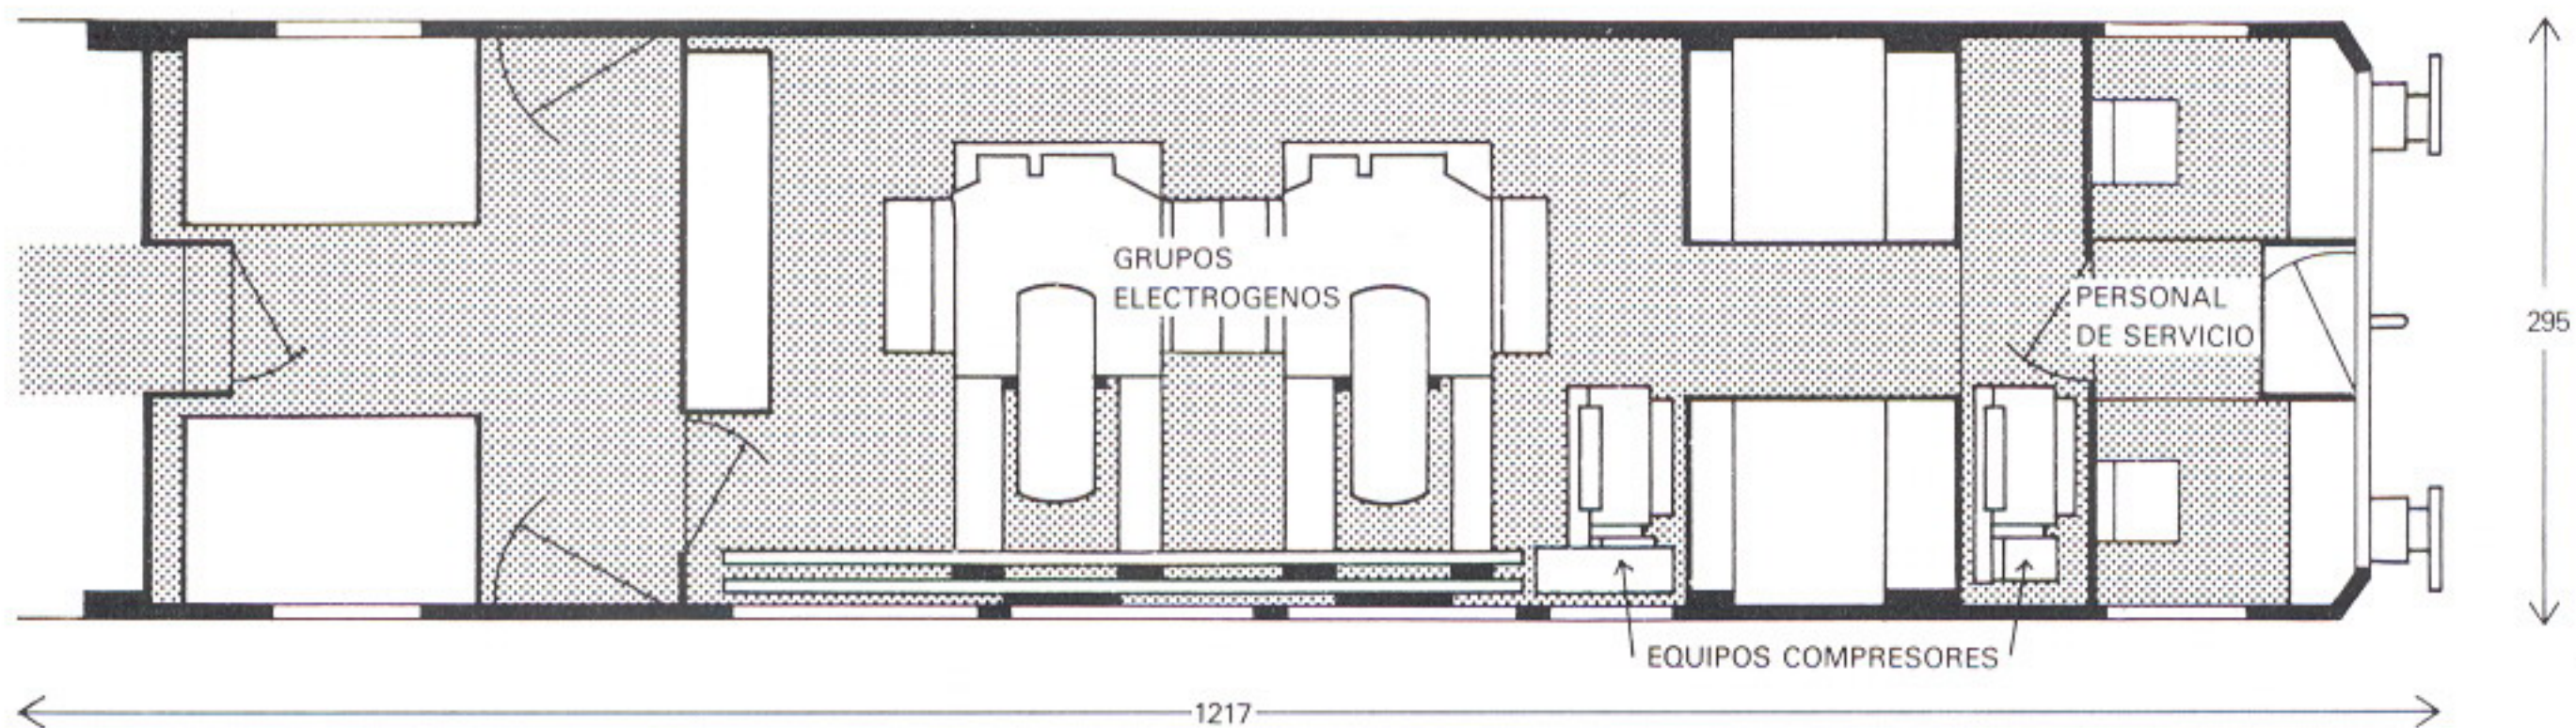 GRUPOS
ELECTROGENOS
PERSONAL
DE SERVICIO
295
EQUIPOS COMPRESORES
1217